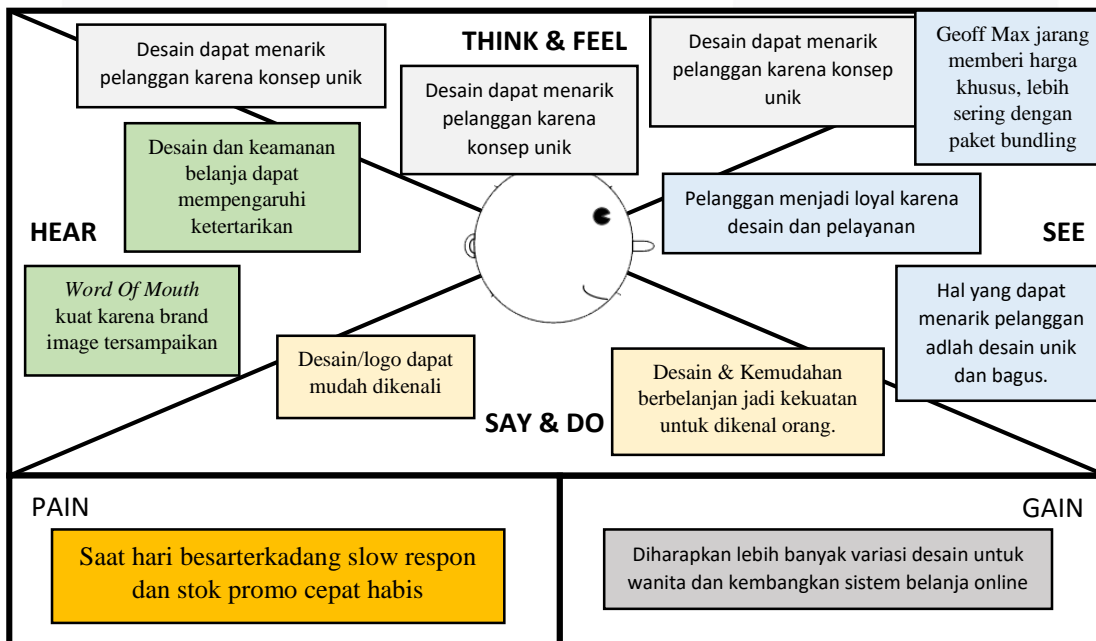 Desain dapat menarik
pelanggan karena konsep unik
THINK & FEEL
Desain dapat menarik
pelanggan karena
konsep unik
Desain dapat menarik
pelanggan karena konsep
unik
Geoff Max jarang
memberi harga
khusus, lebih
sering dengan
paket bundling
Desain dan keamanan
belanja dapat
mempengaruhi
ketertarikan
HEAR
Word Of Mouth
kuat karena brand
image tersampaikan
Pelanggan menjadi loyal karena
desain dan pelayanan
SEE
Hal yang dapat
menarik pelanggan
adlah desain unik
dan bagus.
Desain/logo dapat
mudah dikenali
SAY & DO
Desain & Kemudahan
berbelanjan jadi kekuatan
untuk dikenal orang.
PAIN
Saat hari besarterkadang slow respon
dan stok promo cepat habis
GAIN
Diharapkan lebih banyak variasi desain untuk
wanita dan kembangkan sistem belanja online